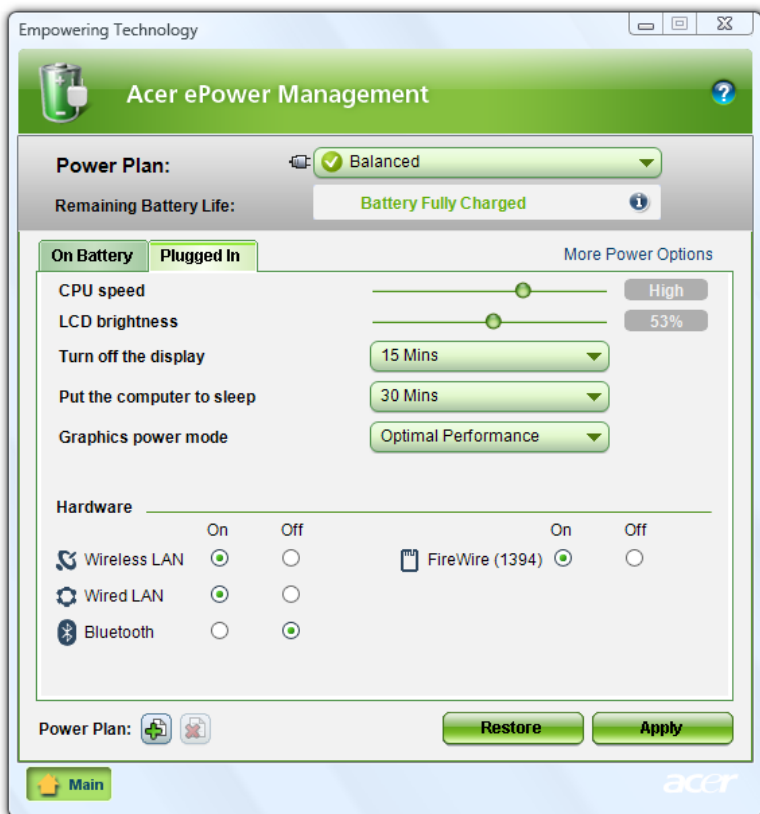 Empowering Technology
Acer ePower Management
Power Plan: Balanced
Remaining Battery Life: Battery Fully Charged
On Battery Plugged In More Power Options
CPU speed High
LCD brightness 53%
Turn off the display 15 Mins
Put the computer to sleep 30 Mins
Graphics power mode Optimal Performance
Hardware
On Off On Off
Wireless LAN FireWire (1394)
Wired LAN
Bluetooth
Power Plan: Restore Apply
Main acer